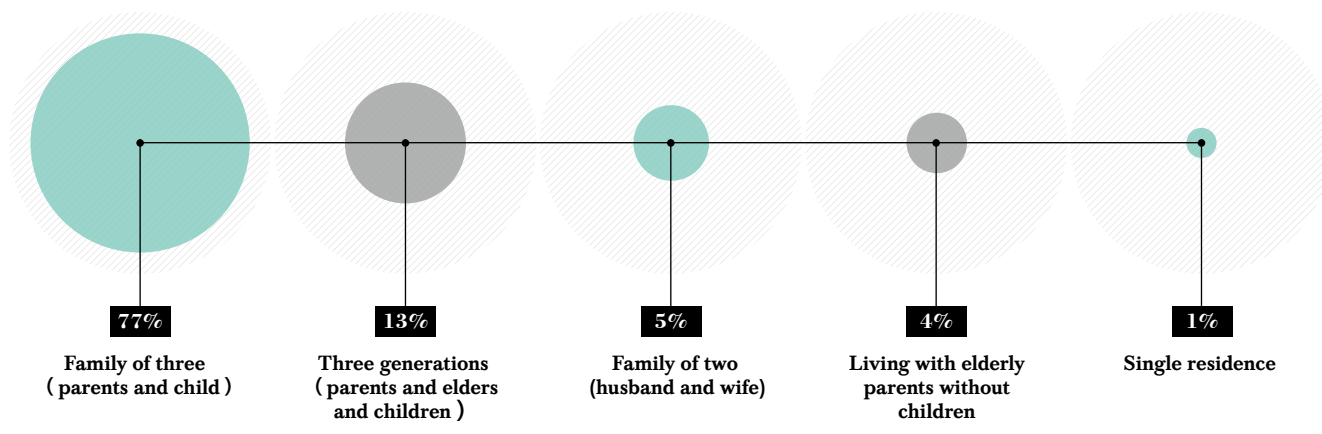 77%
Family of three
( parents and child )
13%
Three generations
( parents and elders
and children )
5%
Family of two
(husband and wife)
4%
Living with elderly
parents without
children
1%
Single residence